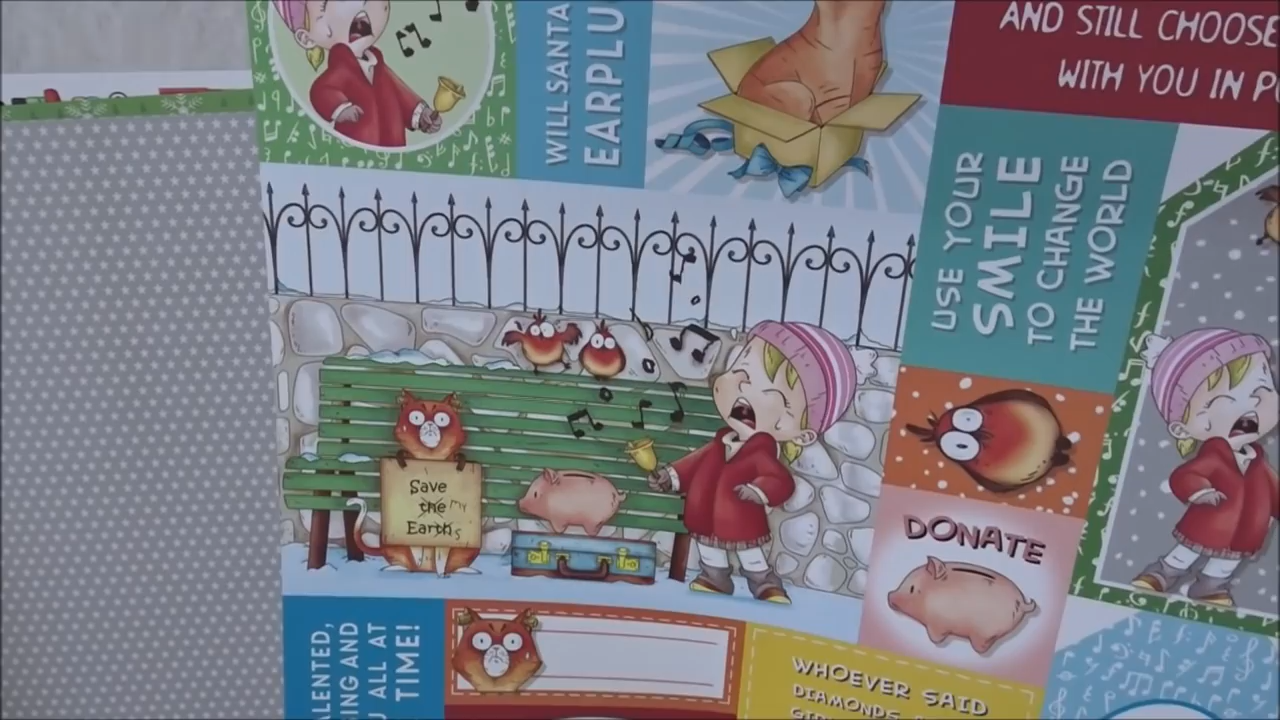 WILL SANTA
EARPLU
AND STILL CHOOSE
WITH YOU IN P
USE YOUR
SMILE
TO CHANGE
THE WORLD
Save
the my
Earths
DONATE
ALENTED,
ING AND
U ALL AT
TIME!
WHOEVER SAID
DIAMONDS